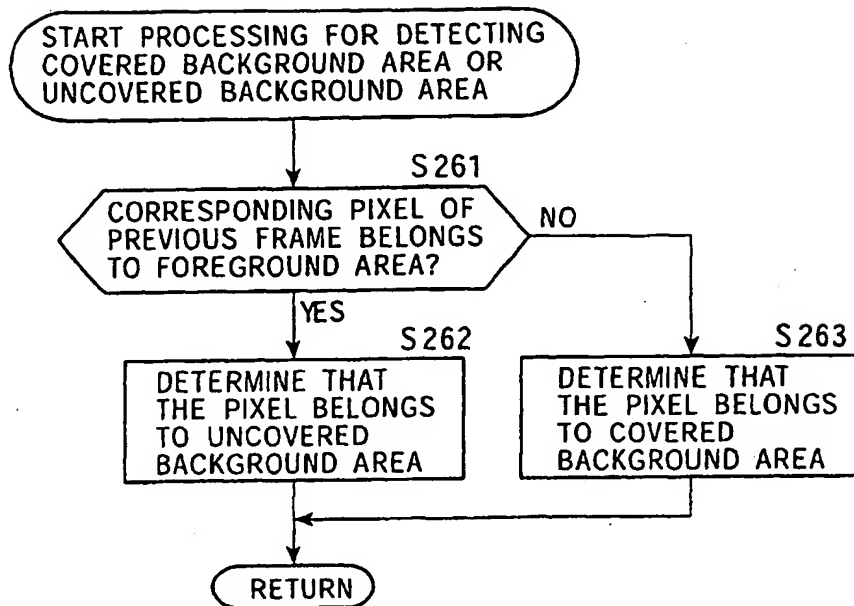 START PROCESSING FOR DETECTING
COVERED BACKGROUND AREA OR
UNCOVERED BACKGROUND AREA
S261
CORRESPONDING PIXEL OF
PREVIOUS FRAME BELONGS
TO FOREGROUND AREA?
NO
YES
S262
DETERMINE THAT
THE PIXEL BELONGS
TO UNCOVERED
BACKGROUND AREA
S263
DETERMINE THAT
THE PIXEL BELONGS
TO COVERED
BACKGROUND AREA
RETURN